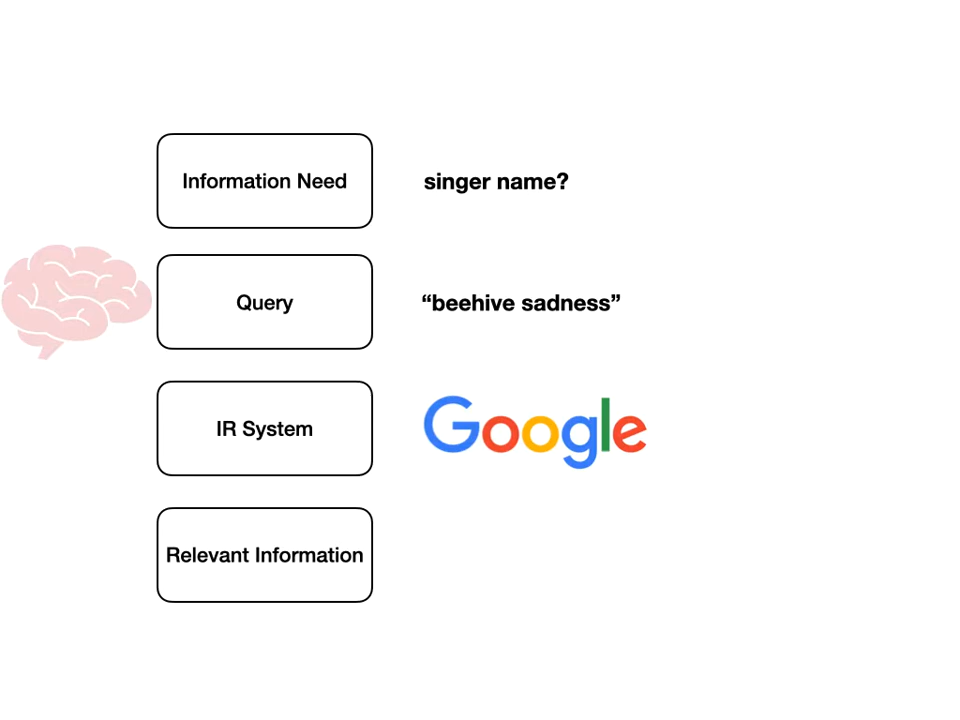 Information Need
singer name?
Query
“beehive sadness”
IR System
Google
Relevant Information